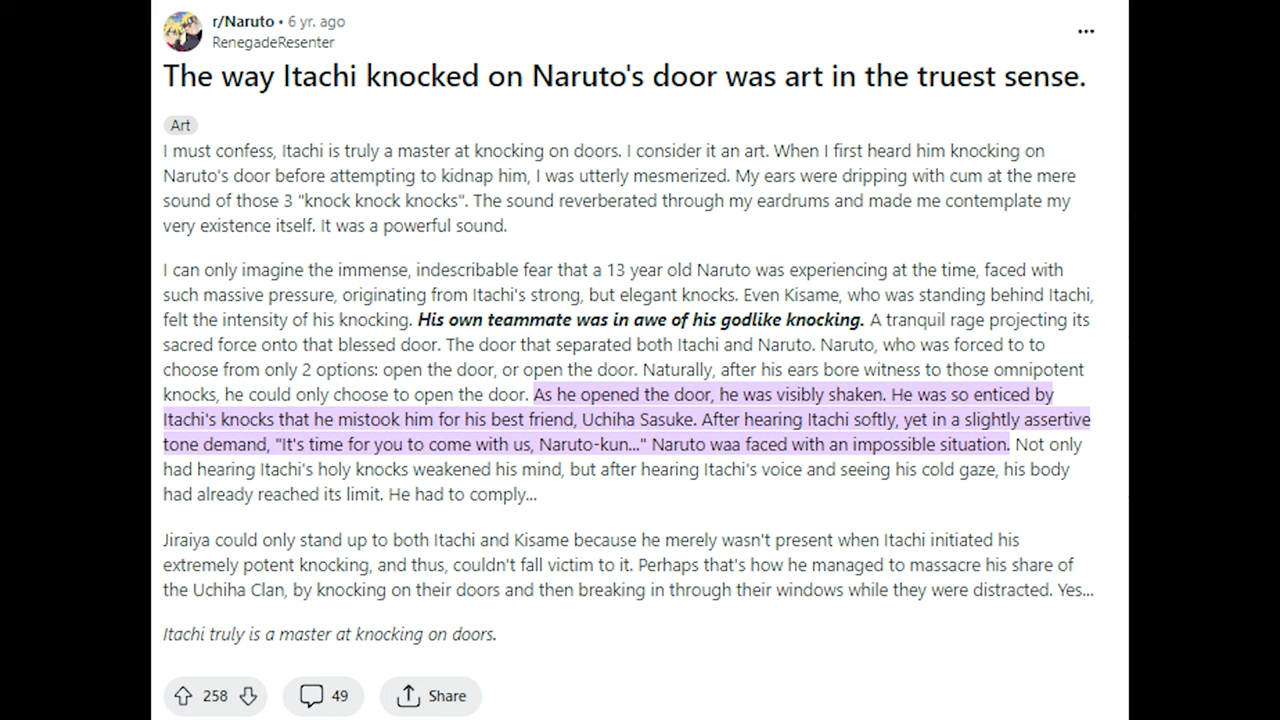 r/Naruto • 6 yr. ago
RenegadeResenter
The way Itachi knocked on Naruto's door was art in the truest sense.
Art
I must confess, Itachi is truly a master at knocking on doors. I consider it an art. When I first heard him knocking on
Naruto's door before attempting to kidnap him, I was utterly mesmerized. My ears were dripping with cum at the mere
sound of those 3 "knock knock knocks". The sound reverberated through my eardrums and made me contemplate my
very existence itself. It was a powerful sound.
I can only imagine the immense, indescribable fear that a 13 year old Naruto was experiencing at the time, faced with
such massive pressure, originating from Itachi's strong, but elegant knocks. Even Kisame, who was standing behind Itachi,
felt the intensity of his knocking. His own teammate was in awe of his godlike knocking. A tranquil rage projecting its
sacred force onto that blessed door. The door that separated both Itachi and Naruto. Naruto, who was forced to to
choose from only 2 options: open the door, or open the door. Naturally, after his ears bore witness to those omnipotent
knocks, he could only choose to open the door. As he opened the door, he was visibly shaken. He was so enticed by
Itachi's knocks that he mistook him for his best friend, Uchiha Sasuke. After hearing Itachi softly, yet in a slightly assertive
tone demand, "It's time for you to come with us, Naruto-kun..." Naruto waa faced with an impossible situation. Not only
had hearing Itachi's holy knocks weakened his mind, but after hearing Itachi's voice and seeing his cold gaze, his body
had already reached its limit. He had to comply...
Jiraiya could only stand up to both Itachi and Kisame because he merely wasn't present when Itachi initiated his
extremely potent knocking, and thus, couldn't fall victim to it. Perhaps that's how he managed to massacre his share of
the Uchiha Clan, by knocking on their doors and then breaking in through their windows while they were distracted. Yes...
Itachi truly is a master at knocking on doors.
258 49 Share